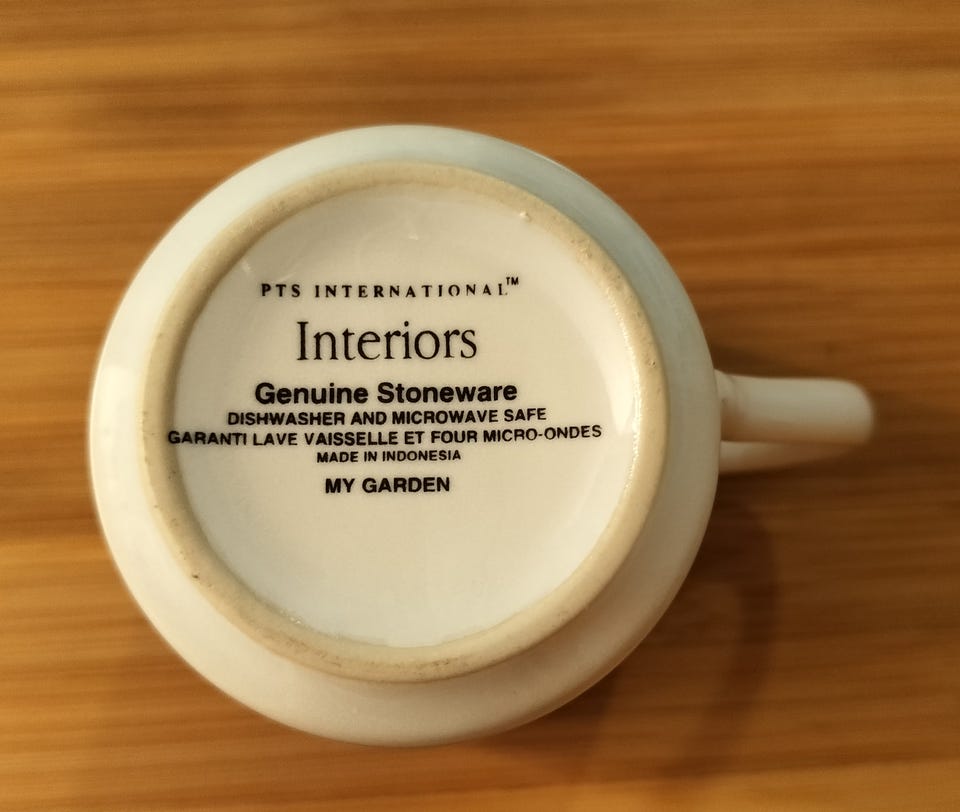 PTS INTERNATIONAL™
Interiors
Genuine Stoneware
DISHWASHER AND MICROWAVE SAFE
GARANTI LAVE VAISSELLE ET FOUR MICRO-ONDES
MADE IN INDONESIA
MY GARDEN